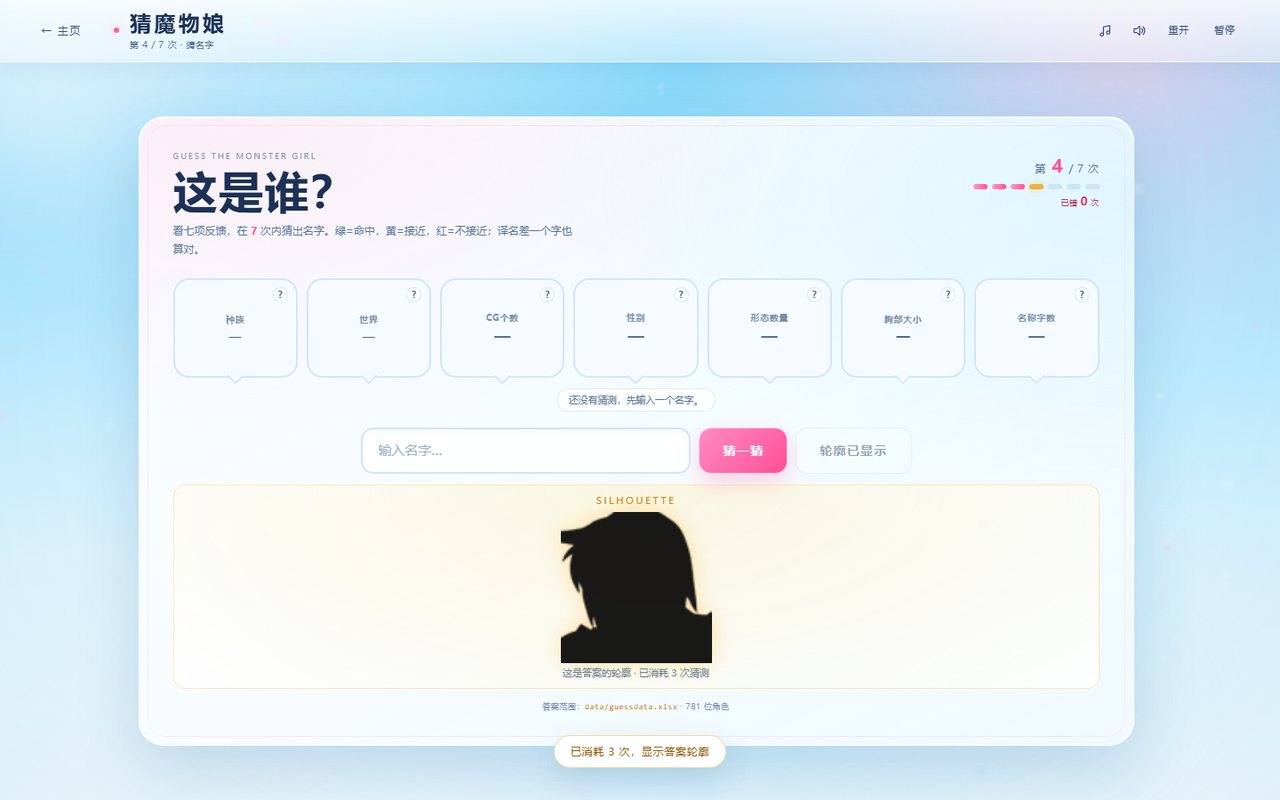 ← 主页
猜魔物娘
第 4 / 7 次 · 猜名字
重开
暂停
GUESS THE MONSTER GIRL
这是谁?
看七项反馈，在 7 次内猜出名字。绿=命中，黄=接近，红=不接近；译名差一个字也
算对。
第 4 / 7 次
已错 0 次
?
?
?
?
?
?
?
种族
世界
CG个数
性别
形态数量
胸部大小
名称字数
—
—
—
—
—
—
—
还没有猜测，先输入一个名字。
输入名字...
猜一猜
轮廓已显示
SILHOUETTE
这是答案的轮廓 · 已消耗 3 次猜测
答案范围：data/guessdata.xlsx · 781 位角色
已消耗 3 次，显示答案轮廓